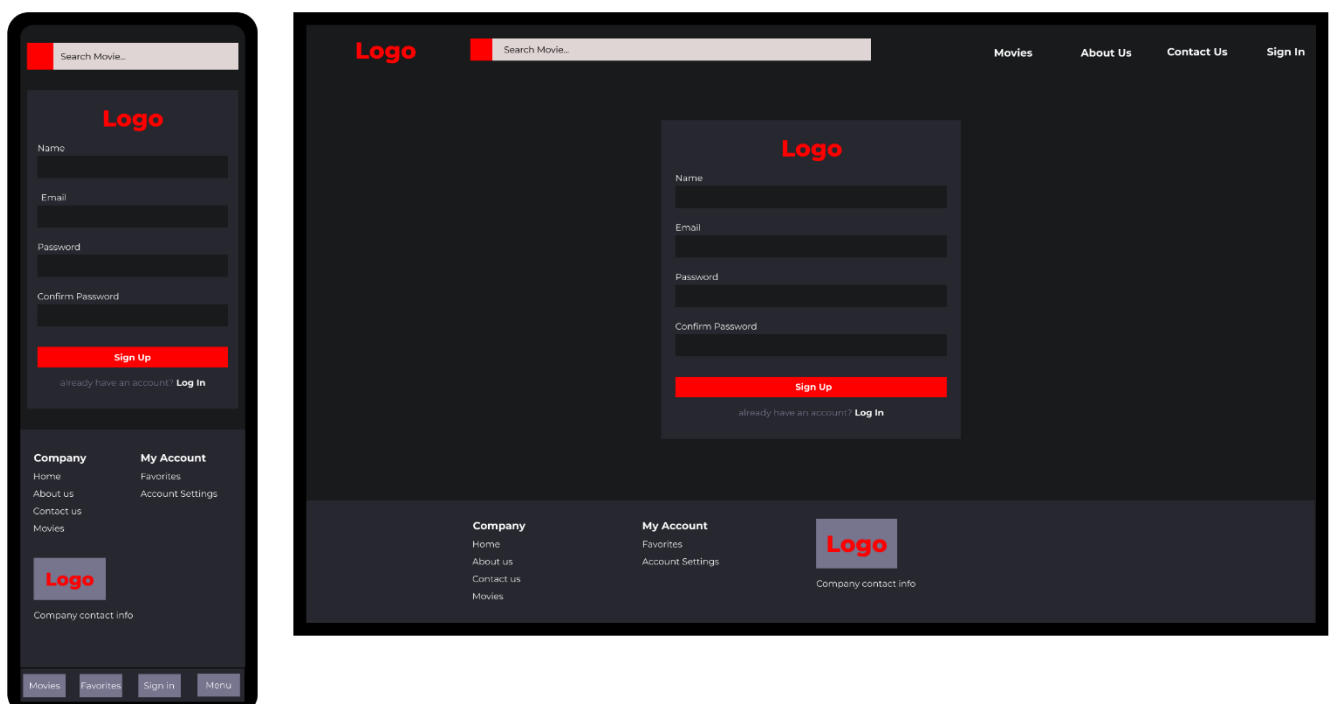 Search Movie...
Logo
Name
Email
Password
Confirm Password
Sign Up
already have an account? Log In
Company
Home
About us
Contact us
Movies
My Account
Favorites
Account Settings
Logo
Company contact info
Movies
Favorites
Sign in
Menu
Logo
Search Movie...
Movies
About Us
Contact Us
Sign In
Logo
Name
Email
Password
Confirm Password
Sign Up
already have an account? Log In
Company
Home
About us
Contact us
Movies
My Account
Favorites
Account Settings
Logo
Company contact info